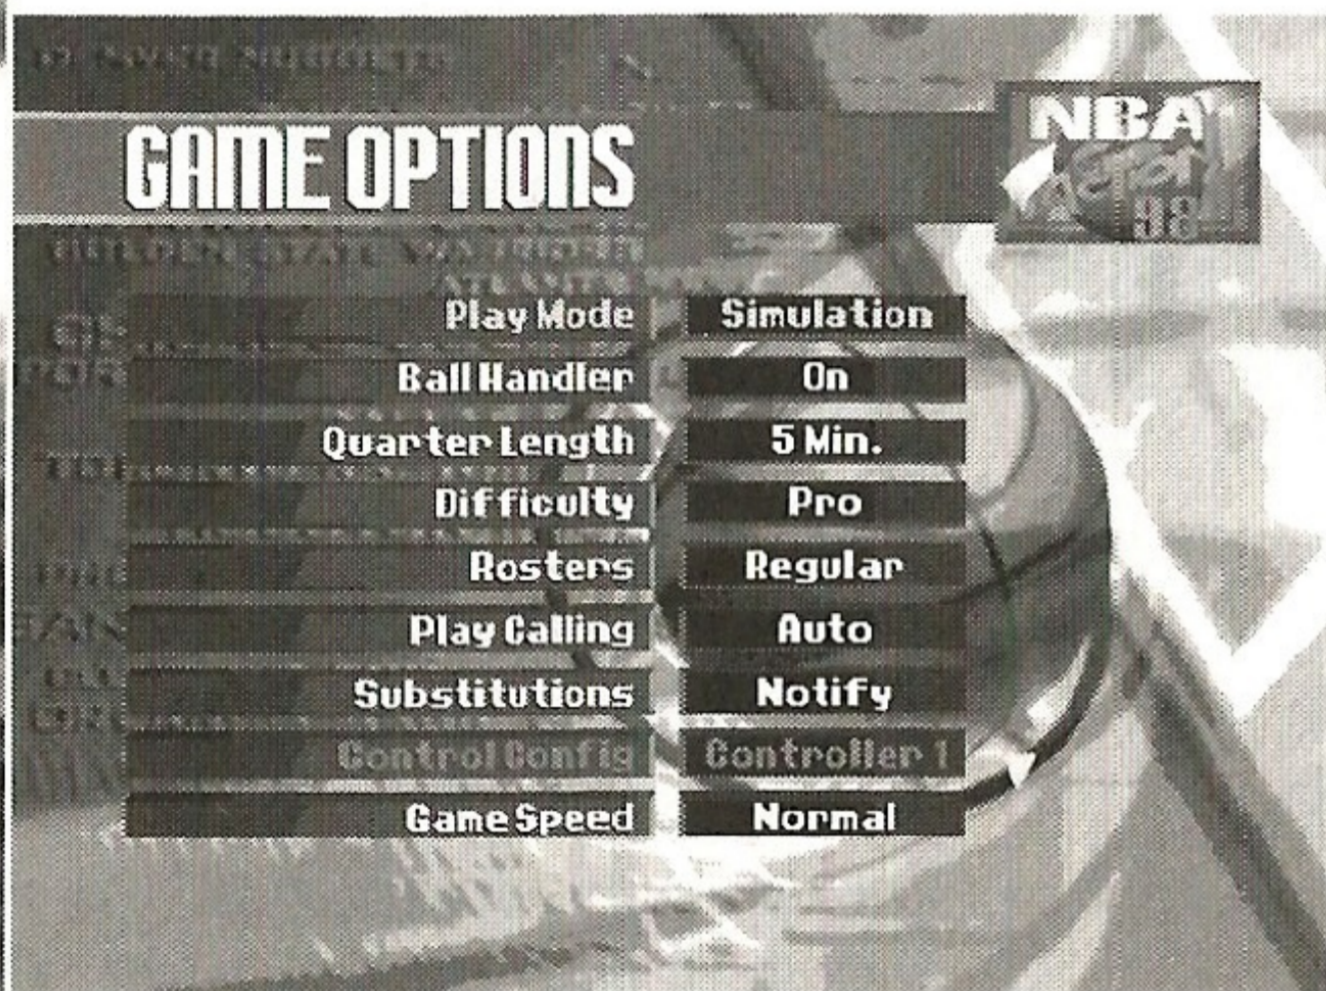 GAME OPTIONS
NBA
Action
98
Play Mode Simulation
Ball Handler On
Quarter Length 5 Min.
Difficulty Pro
Rosters Regular
Play Calling Auto
Substitutions Notify
Control Config Controller 1
Game Speed Normal